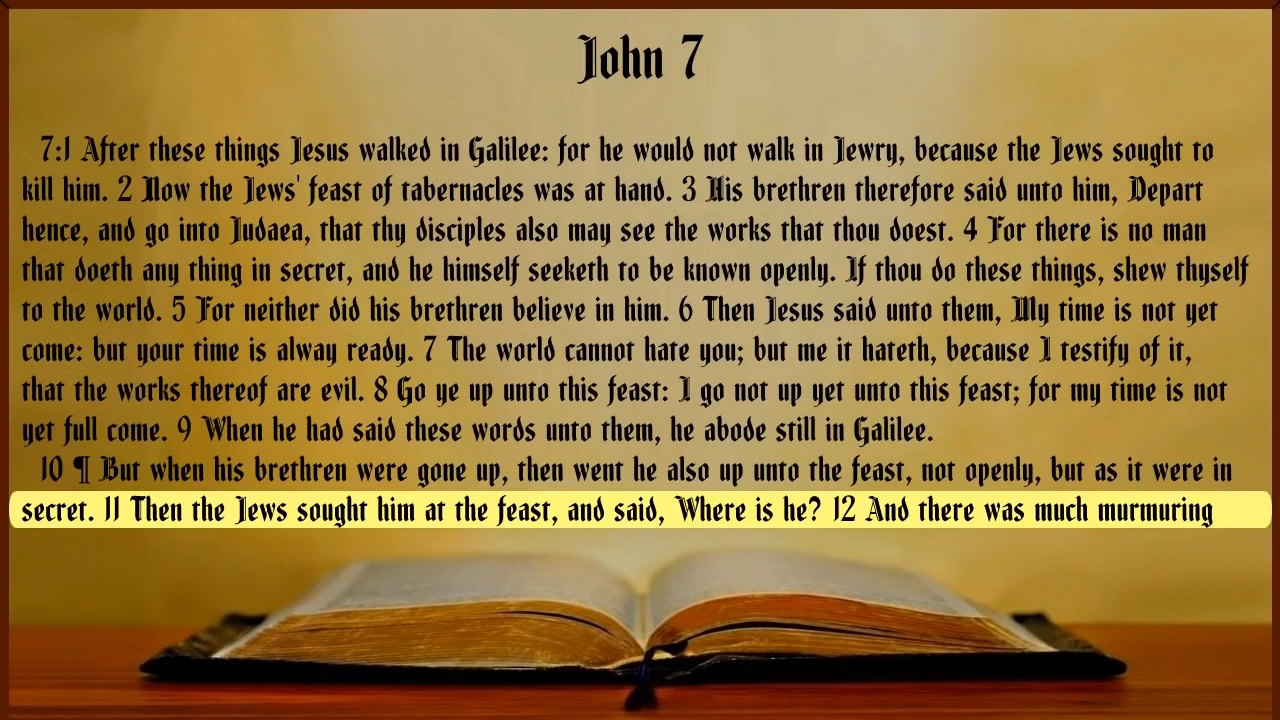 John 7
7:1 After these things Jesus walked in Galilee: for he would not walk in Jewry, because the Jews sought to
kill him. 2 Now the Jews' feast of tabernacles was at hand. 3 His brethren therefore said unto him, Depart
hence, and go into Judaea, that thy disciples also may see the works that thou doest. 4 For there is no man
that doeth any thing in secret, and he himself seeketh to be known openly. If thou do these things, shew thyself
to the world. 5 For neither did his brethren believe in him. 6 Then Jesus said unto them, My time is not yet
come: but your time is alway ready. 7 The world cannot hate you; but me it hateth, because I testify of it,
that the works thereof are evil. 8 Go ye up unto this feast: I go not up yet unto this feast; for my time is not
yet full come. 9 When he had said these words unto them, he abode still in Galilee.
10 ¶ But when his brethren were gone up, then went he also up unto the feast, not openly, but as it were in
secret. 11 Then the Jews sought him at the feast, and said, Where is he? 12 And there was much murmuring